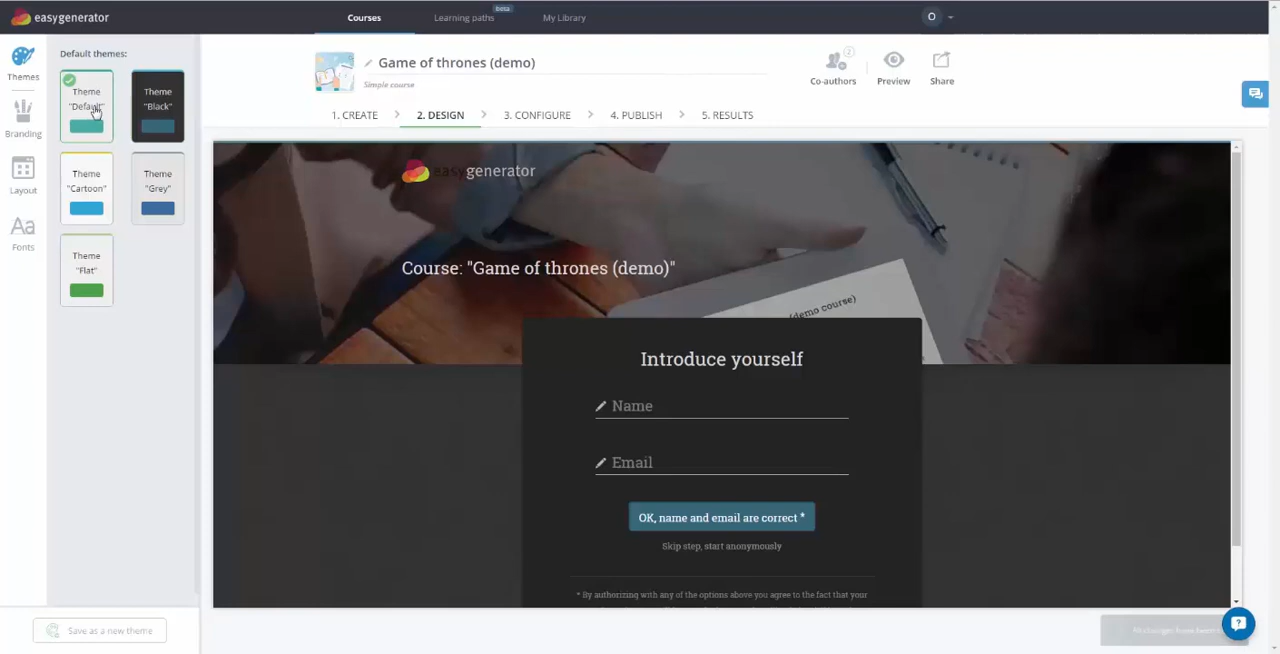 easygenerator
Courses
Learning paths
beta
My Library
O
Themes
Branding
Layout
Fonts
Default themes:
Theme
"Default"
Theme
"Black"
Theme
"Cartoon"
Theme
"Grey"
Theme
"Flat"
Save as a new theme
Game of thrones (demo)
Simple course
2
Co-authors
Preview
Share
1. CREATE
2. DESIGN
3. CONFIGURE
4. PUBLISH
5. RESULTS
easygenerator
Course: "Game of thrones (demo)"
(demo course)
Introduce yourself
Name
Email
OK, name and email are correct *
Skip step, start anonymously
* By authorizing with any of the options above you agree to the fact that your